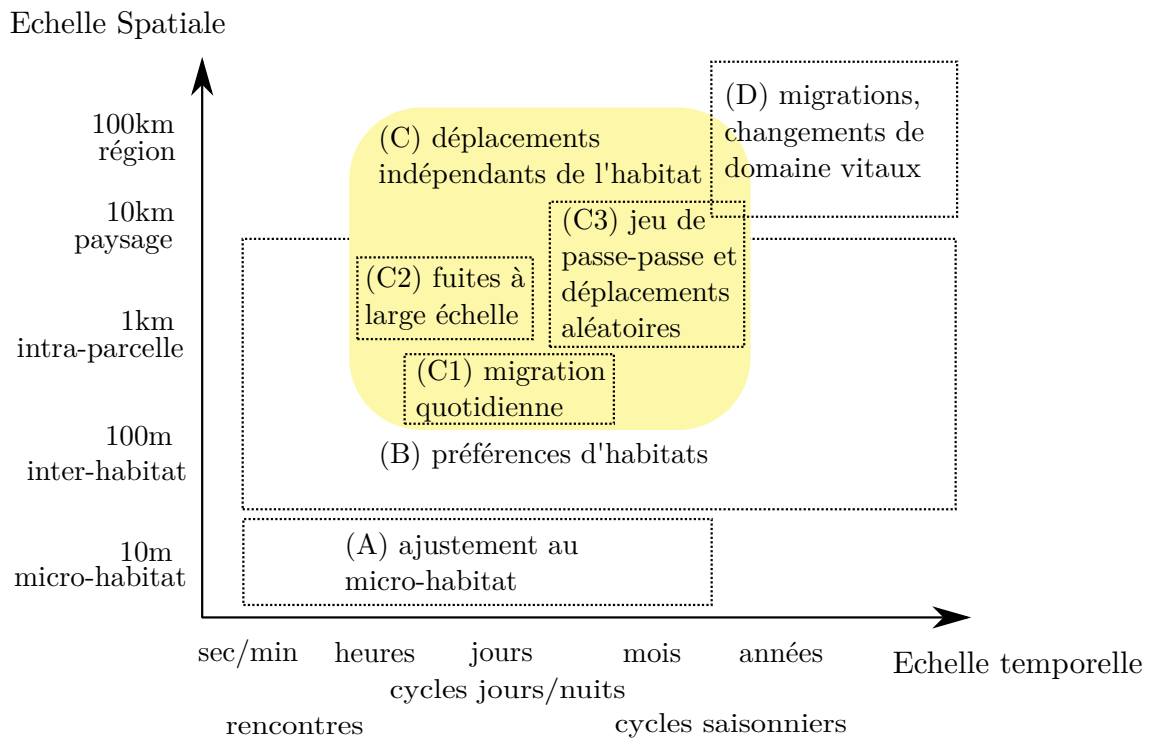 Echelle Spatiale
100km
région
10km
paysage
1km
intra-parcelle
100m
inter-habitat
10m
micro-habitat
(D) migrations,
changements de
domaine vitaux
(C) déplacements
indépendants de l'habitat
(C3) jeu de
passe-passe et
déplacements
aléatoires
(C2) fuites à
large échelle
(C1) migration
quotidienne
(B) préférences d'habitats
(A) ajustement au
micro-habitat
sec/min heures jours mois années
Echelle temporelle
cycles jours/nuits
rencontres
cycles saisonniers